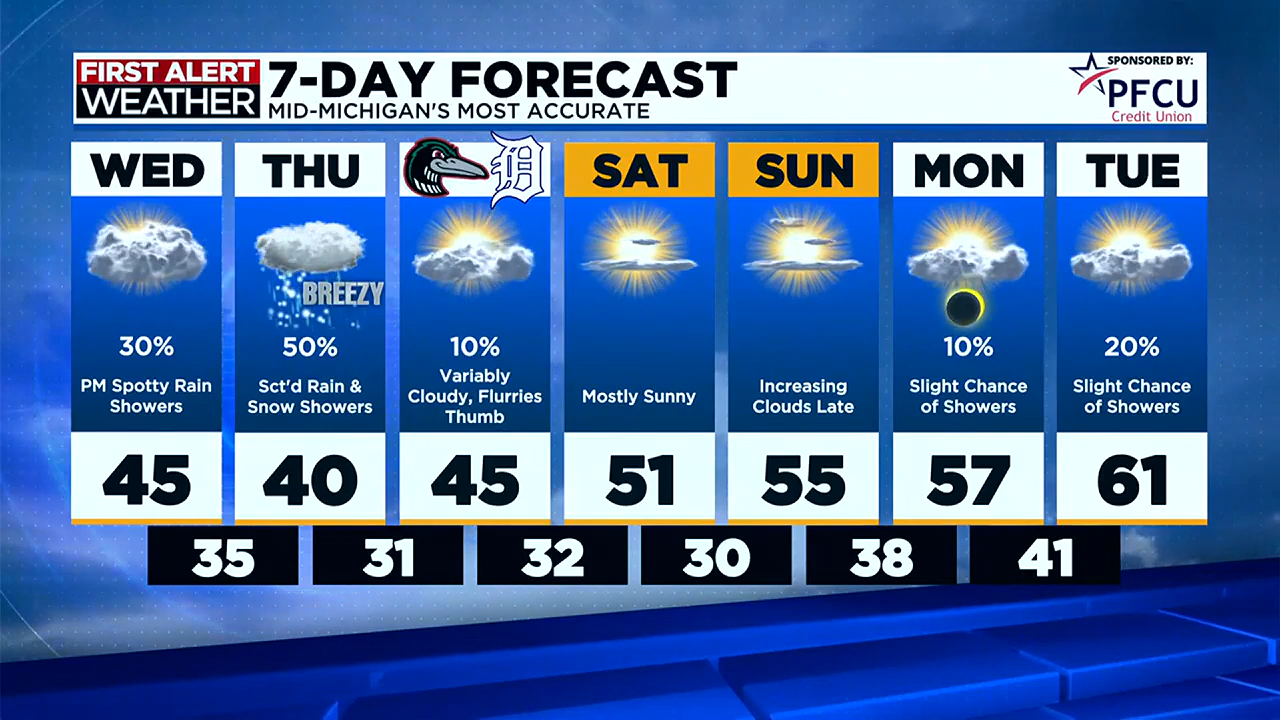 FIRST ALERT
WEATHER
7-DAY FORECAST
MID-MICHIGAN'S MOST ACCURATE
SPONSORED BY:
PFCU
Credit Union
WED
30%
PM Spotty Rain
Showers
45
THU
BREEZY
50%
Sct'd Rain &
Snow Showers
40
D
10%
Variably
Cloudy, Flurries
Thumb
45
SAT
Mostly Sunny
51
SUN
Increasing
Clouds Late
55
MON
10%
Slight Chance
of Showers
57
TUE
20%
Slight Chance
of Showers
61
35
31
32
30
38
41